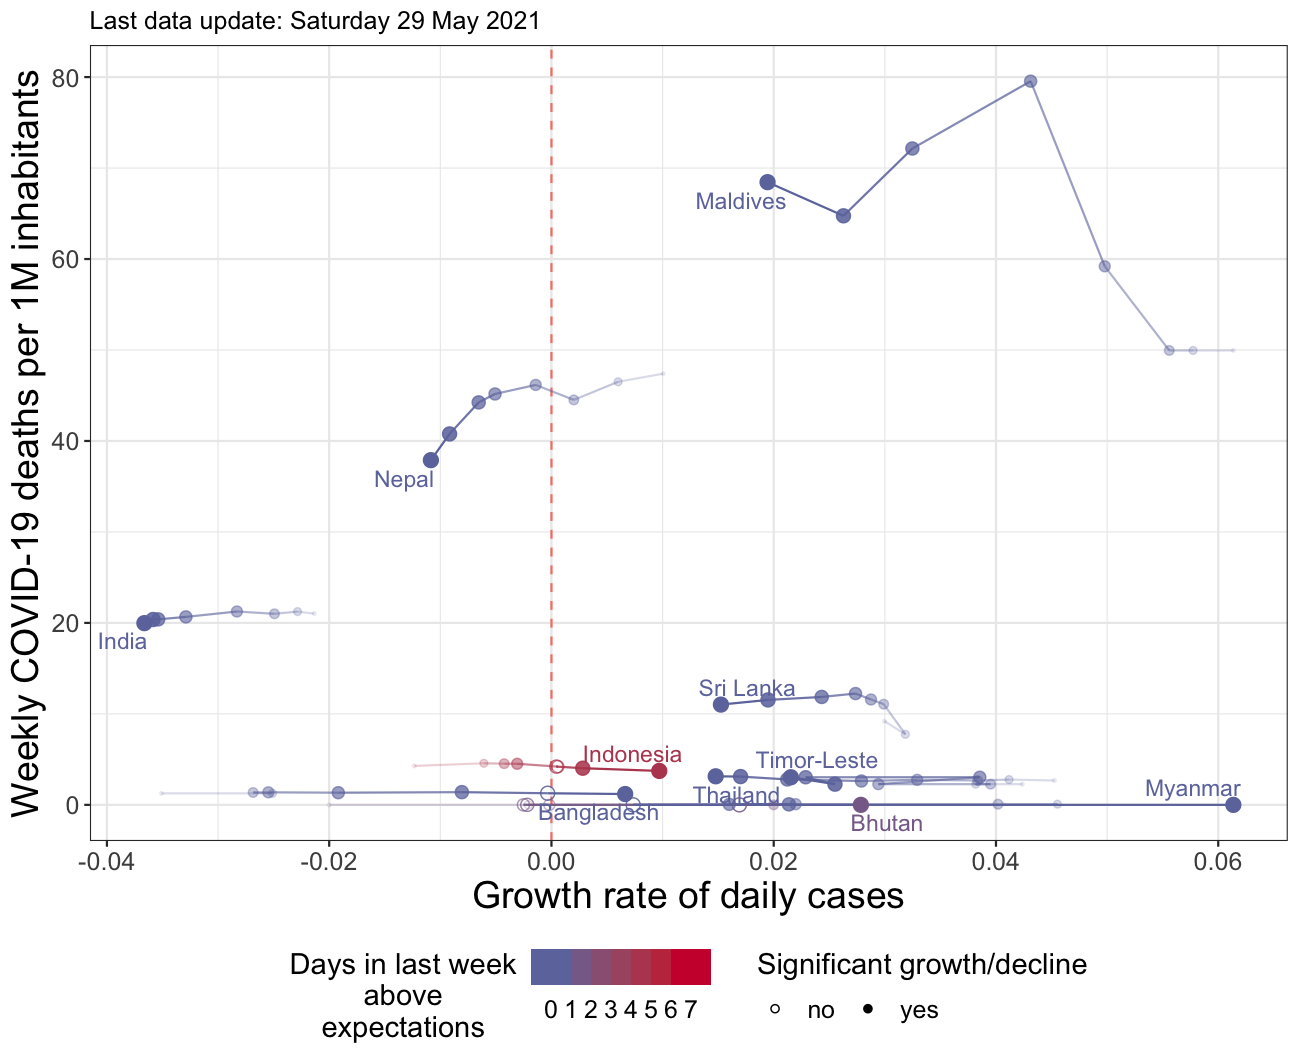 Last data update: Saturday 29 May 2021
Weekly COVID-19 deaths per 1M inhabitants
80
60
40
20
0
Maldives
Nepal
India
Sri Lanka
Indonesia
Timor-Leste
Thailand
Myanmar
Bangladesh
Bhutan
-0.04 -0.02 0.00 0.02 0.04 0.06
Growth rate of daily cases
Days in last week
above
expectations
0 1 2 3 4 5 6 7
Significant growth/decline
no yes